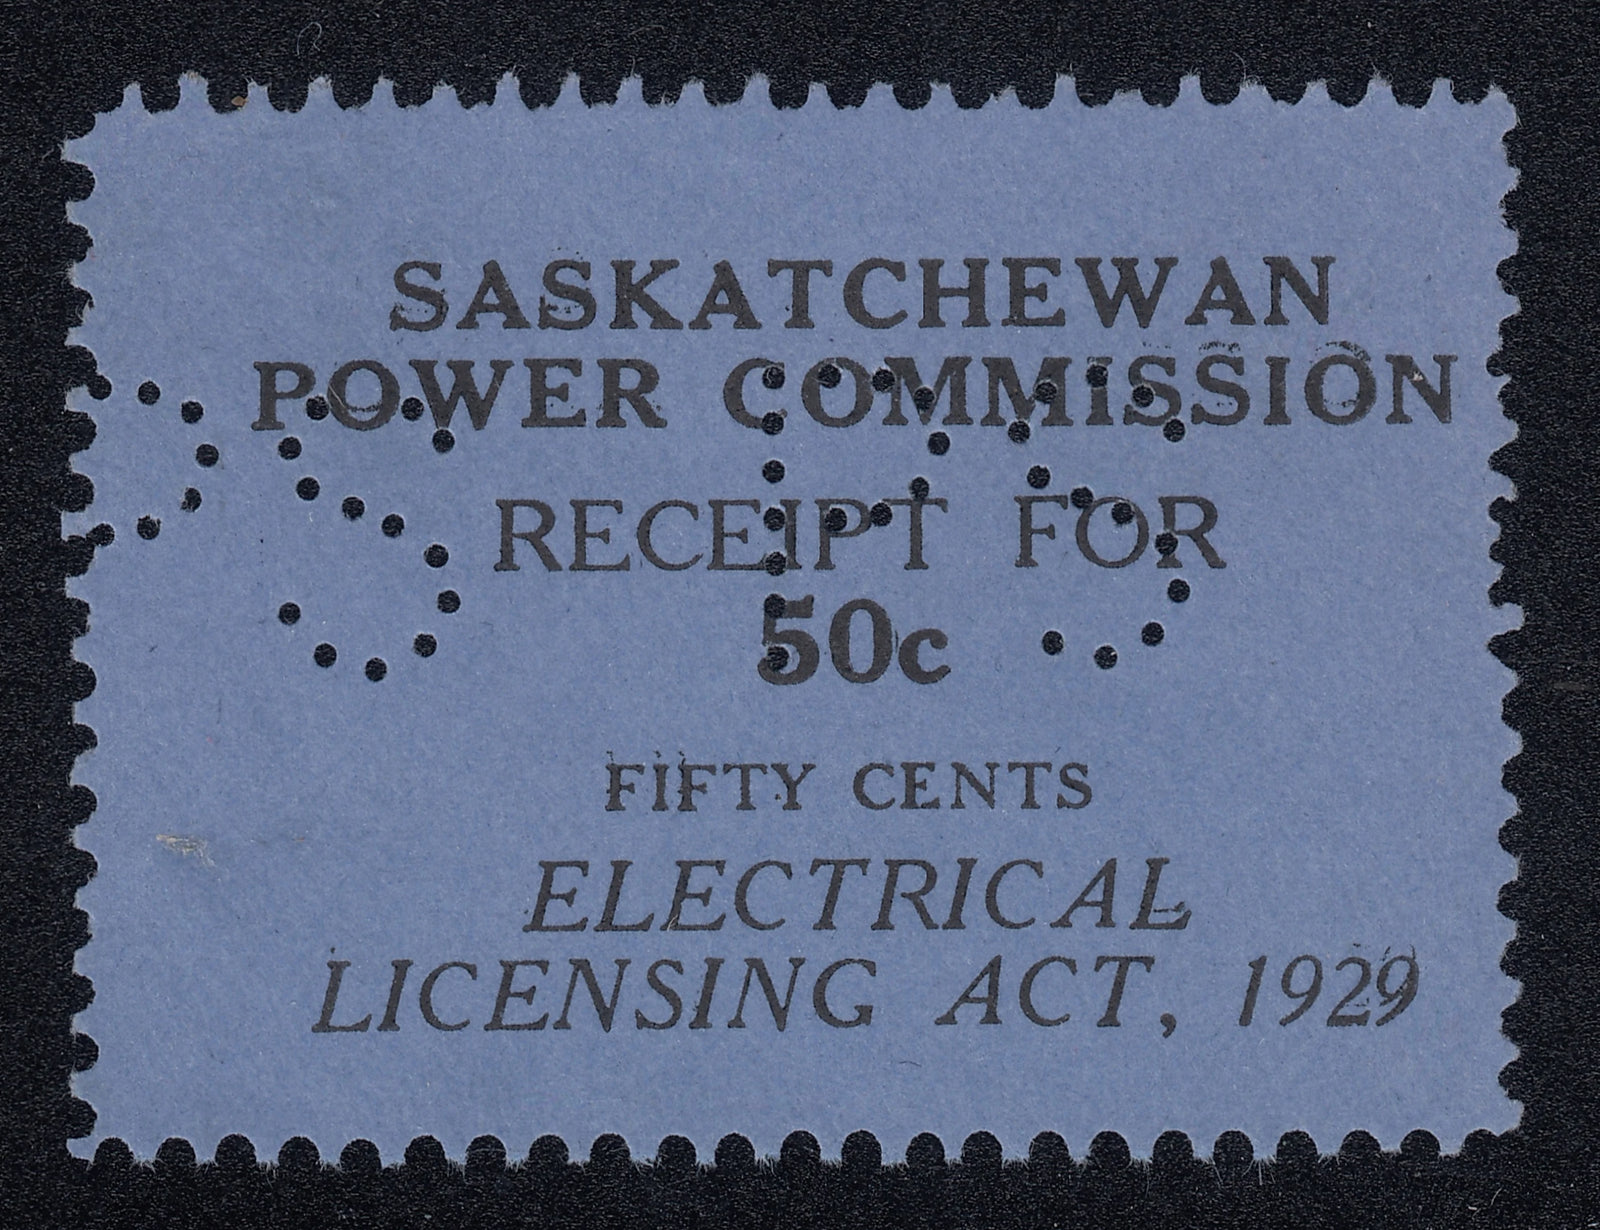 SASKATCHEWAN
POWER COMMISSION
RECEIPT FOR
50c
FIFTY CENTS
ELECTRICAL
LICENSING ACT, 1929
P S P S